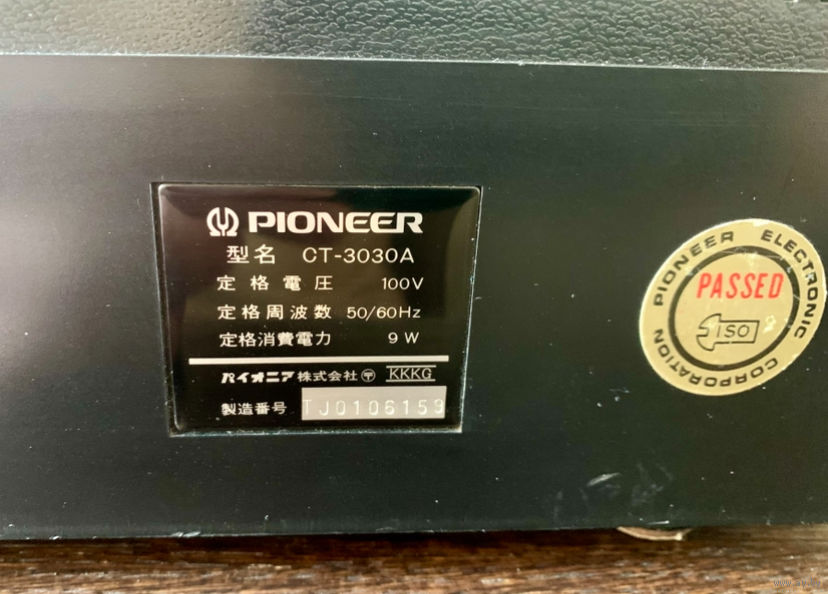 PIONEER
型名 CT-3030A
定格電圧 100V
定格周波数 50/60Hz
定格消費電力 9W
パイオニア株式会社 〶 KKKG
製造番号 TJ0106159
PIONEER ELECTRONIC CORPORATION
PASSED
ISO